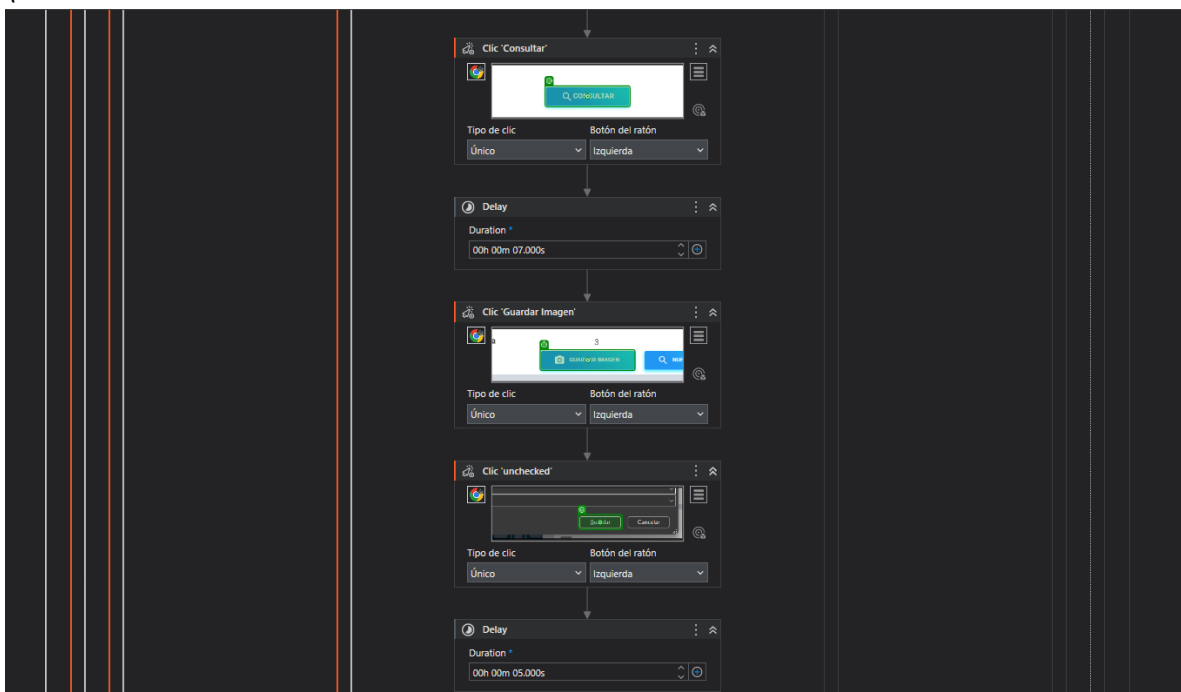 Clic 'Consultar'
CONSULTAR
Tipo de clic Botón del ratón
Único Izquierda
Delay
Duration *
00h 00m 07.000s
Clic 'Guardar Imagen'
a 3
GUARDAR IMAGEN
Tipo de clic Botón del ratón
Único Izquierda
Clic 'unchecked'
Cancelar
Tipo de clic Botón del ratón
Único Izquierda
Delay
Duration *
00h 00m 05.000s